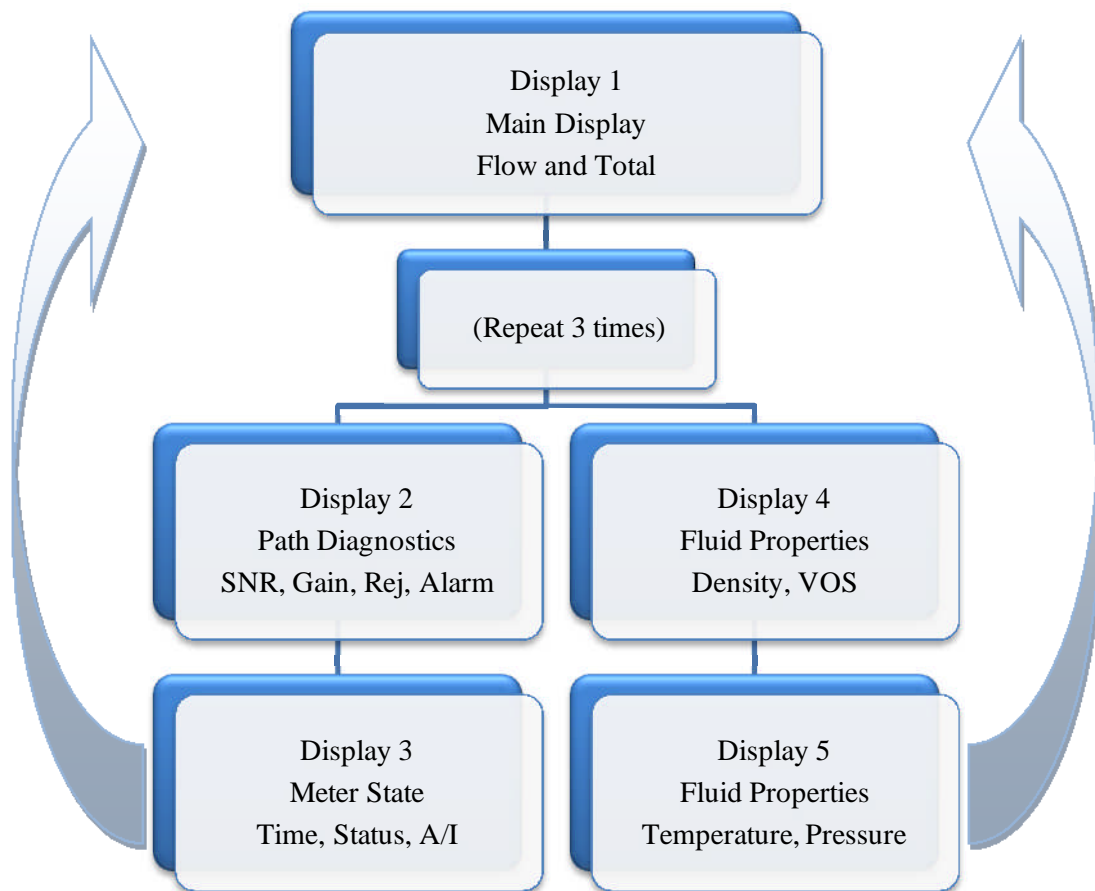 Display 1
Main Display
Flow and Total
(Repeat 3 times)
Display 2
Path Diagnostics
SNR, Gain, Rej, Alarm
Display 4
Fluid Properties
Density, VOS
Display 3
Meter State
Time, Status, A/I
Display 5
Fluid Properties
Temperature, Pressure